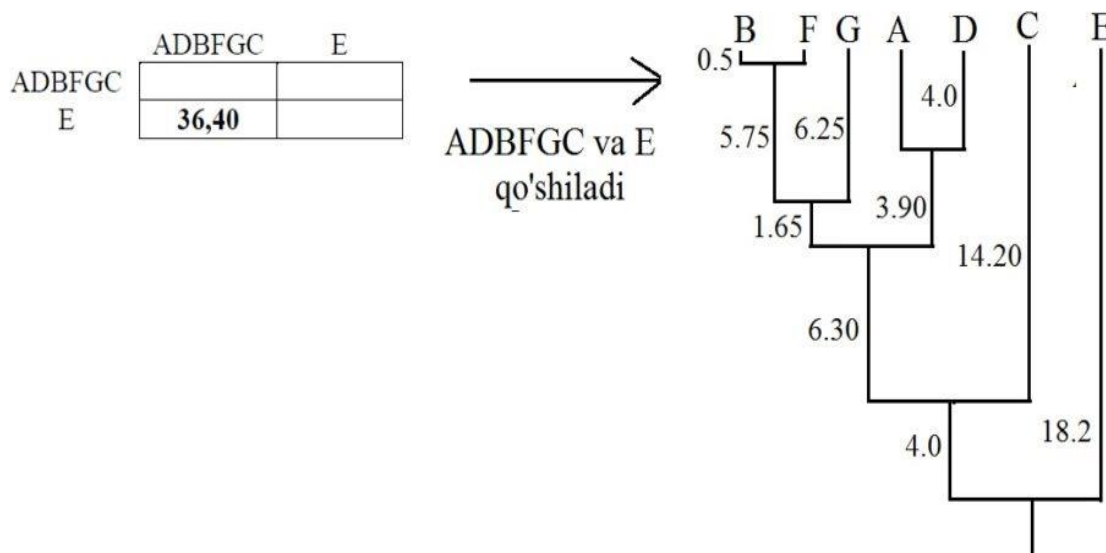 ADBFGC E
ADBFGC
E 36,40
ADBFGC va E
qo'shiladi
B F G A D C E
0.5
4.0
5.75 6.25
1.65 3.90
14.20
6.30
4.0 18.2